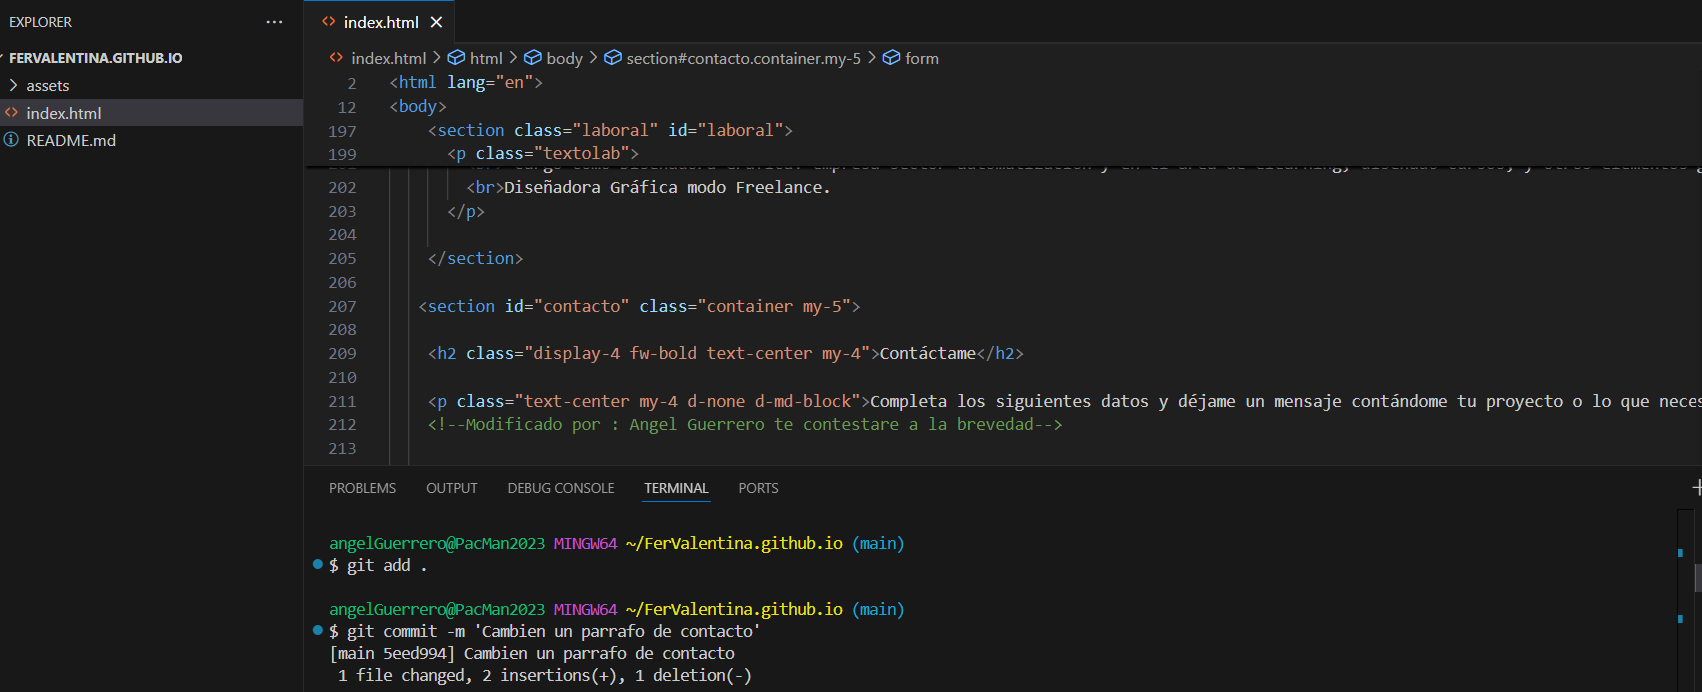 EXPLORER
FERVALENTINA.GITHUB.IO
assets
index.html
README.md
index.html
index.html > html > body > section#contacto.container.my-5 > form
2 <html lang="en">
12 <body>
197 <section class="laboral" id="laboral">
199 <p class="textolab">
202 <br>Diseñadora Gráfica modo Freelance.
203 </p>
204
205 </section>
206
207 <section id="contacto" class="container my-5">
208
209 <h2 class="display-4 fw-bold text-center my-4">Contáctame</h2>
210
211 <p class="text-center my-4 d-none d-md-block">Completa los siguientes datos y déjame un mensaje contándome tu proyecto o lo que neces
212 <!--Modificado por : Angel Guerrero te contestare a la brevedad-->
213
PROBLEMS OUTPUT DEBUG CONSOLE TERMINAL PORTS
angelGuerrero@PacMan2023 MINGW64 ~/FerValentina.github.io (main)
$ git add .
angelGuerrero@PacMan2023 MINGW64 ~/FerValentina.github.io (main)
$ git commit -m 'Cambien un parrafo de contacto'
[main 5eed994] Cambien un parrafo de contacto
1 file changed, 2 insertions(+), 1 deletion(-)